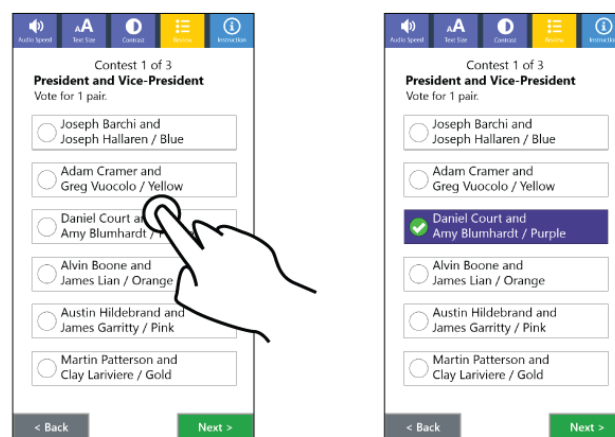 Audio Speed
AA
Text Size
Contrast
Review
Instruction
Contest 1 of 3
President and Vice-President
Vote for 1 pair.
Joseph Barchi and
Joseph Hallaren / Blue
Adam Cramer and
Greg Vuocolo / Yellow
Daniel Court
Amy Blumhardt /
Alvin Boone and
James Lian / Orange
Austin Hildebrand and
James Garritty / Pink
Martin Patterson and
Clay Lariviere / Gold
< Back
Next >
Audio Speed
AA
Text Size
Contrast
Review
Instruction
Contest 1 of 3
President and Vice-President
Vote for 1 pair.
Joseph Barchi and
Joseph Hallaren / Blue
Adam Cramer and
Greg Vuocolo / Yellow
Daniel Court and
Amy Blumhardt / Purple
Alvin Boone and
James Lian / Orange
Austin Hildebrand and
James Garritty / Pink
Martin Patterson and
Clay Lariviere / Gold
< Back
Next >